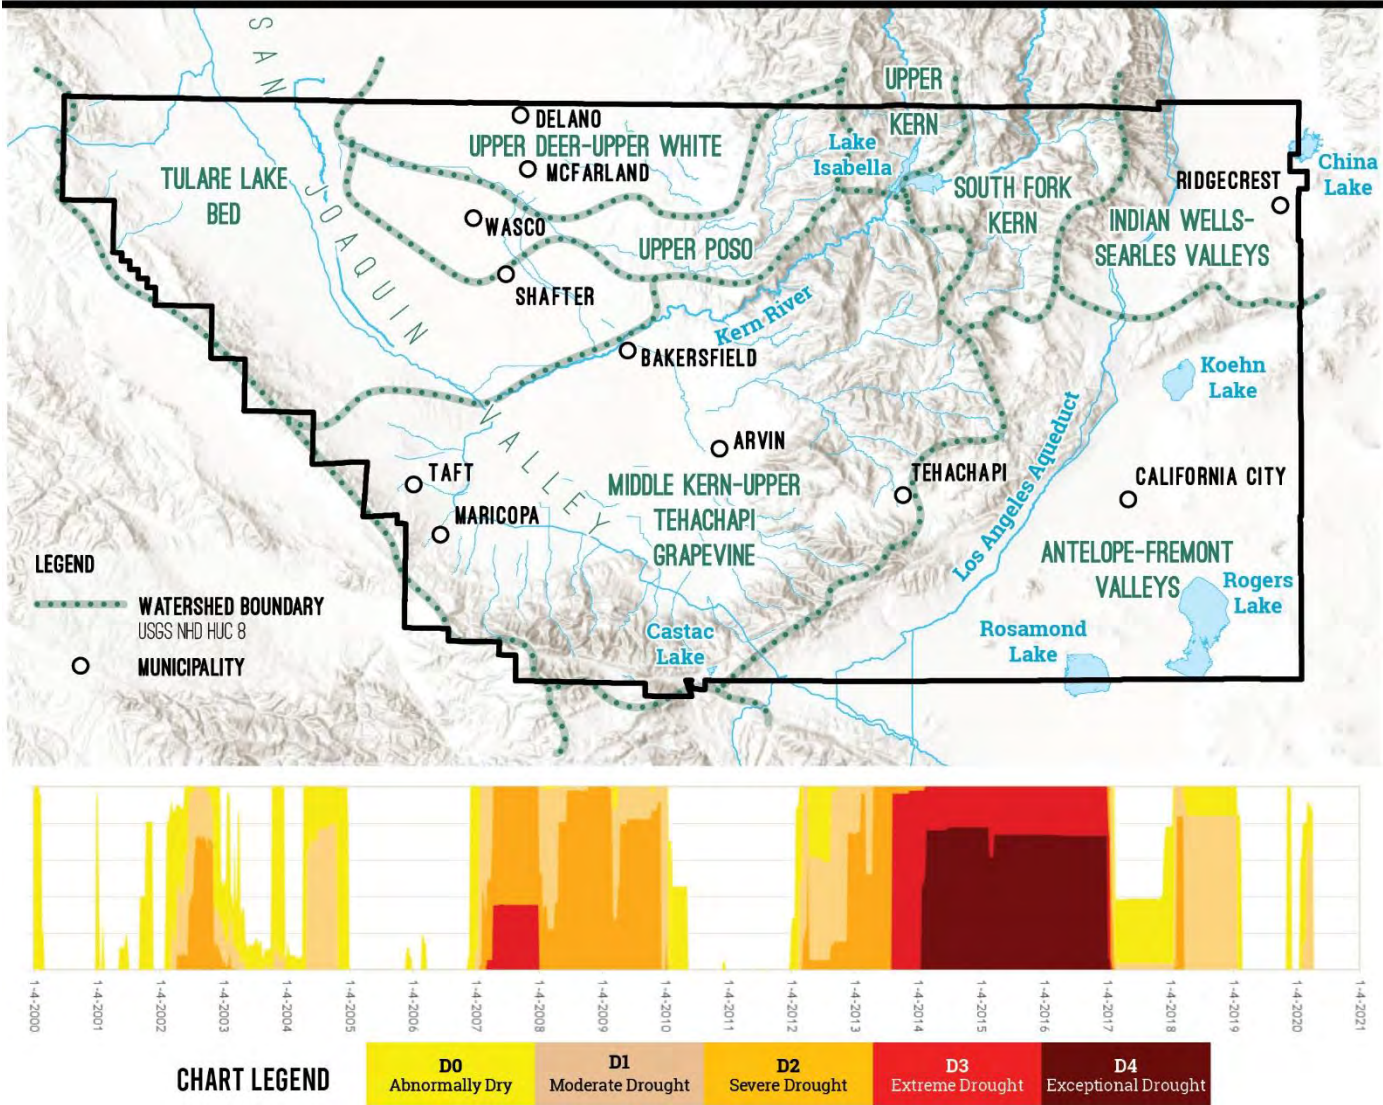 SAN JOAQUIN VALLEY
UPPER
KERN
DELANO
UPPER DEER-UPPER WHITE
MCFARLAND
Lake
Isabella
China
Lake
RIDGECREST
TULARE LAKE
BED
SOUTH FORK
KERN
WASCO
INDIAN WELLS-
SEARLES VALLEYS
UPPER POSO
SHAFTER
Kern River
BAKERSFIELD
Koehn
Lake
ARVIN
TAFT
TEHACHAPI
Los Angeles Aqueduct
CALIFORNIA CITY
MIDDLE KERN-UPPER
TEHACHAPI
GRAPEVINE
MARICOPA
ANTELOPE-FREMONT
VALLEYS
Rogers
Lake
Rosamond
Lake
Castac
Lake
LEGEND
WATERSHED BOUNDARY
USGS NHD HUC 8
MUNICIPALITY
1-4-2000
1-4-2001
1-4-2002
1-4-2003
1-4-2004
1-4-2005
1-4-2006
1-4-2007
1-4-2008
1-4-2009
1-4-2010
1-4-2011
1-4-2012
1-4-2013
1-4-2014
1-4-2015
1-4-2016
1-4-2017
1-4-2018
1-4-2019
1-4-2020
1-4-2021
CHART LEGEND
D0
Abnormally Dry
D1
Moderate Drought
D2
Severe Drought
D3
Extreme Drought
D4
Exceptional Drought